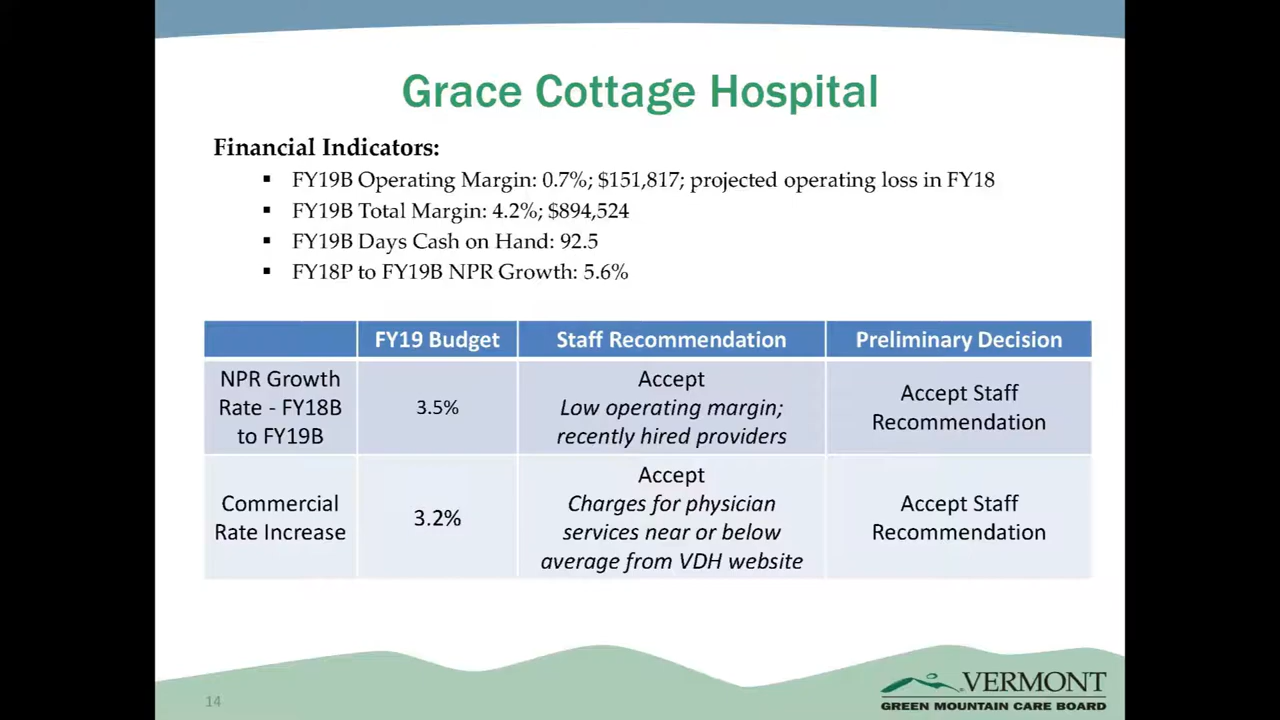 Grace Cottage Hospital
Financial Indicators:
▪ FY19B Operating Margin: 0.7%; $151,817; projected operating loss in FY18
▪ FY19B Total Margin: 4.2%; $894,524
▪ FY19B Days Cash on Hand: 92.5
▪ FY18P to FY19B NPR Growth: 5.6%
FY19 Budget
Staff Recommendation
Preliminary Decision
NPR Growth
Rate - FY18B
to FY19B
3.5%
Accept
Low operating margin;
recently hired providers
Accept Staff
Recommendation
Commercial
Rate Increase
3.2%
Accept
Charges for physician
services near or below
average from VDH website
Accept Staff
Recommendation
14
VERMONT
GREEN MOUNTAIN CARE BOARD